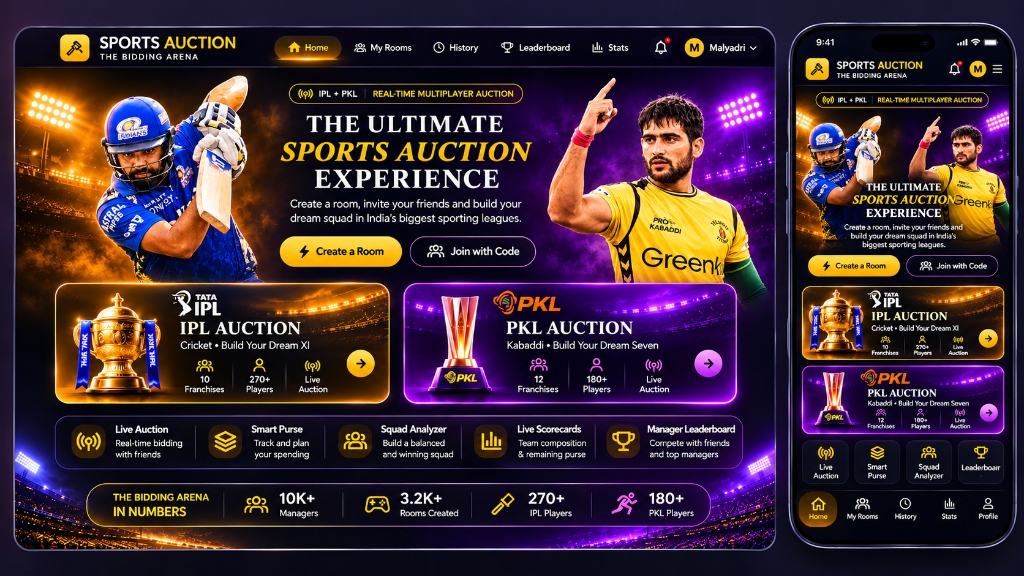 SPORTS AUCTION
THE BIDDING ARENA
Home
My Rooms
History
Leaderboard
Stats
M
Malyadri
IPL + PKL | REAL-TIME MULTIPLAYER AUCTION
THE ULTIMATE
SPORTS AUCTION
EXPERIENCE
Create a room, invite your friends and build your
dream squad in India's biggest sporting leagues.
Create a Room
Join with Code
INDIANS
ASTRAL
PIPES
PRO
KABADDI
Greenk
TATA
IPL
IPL AUCTION
Cricket • Build Your Dream XI
10
Franchises
270+
Players
Live
Auction
PKL
PKL AUCTION
Kabaddi • Build Your Dream Seven
12
Franchises
180+
Players
Live
Auction
PKL
Live Auction
Real-time bidding
with friends
Smart Purse
Track and plan
your spending
Squad Analyzer
Build a balanced
and winning squad
Live Scorecards
Team composition
& remaining purse
Manager Leaderboard
Compete with friends
and top managers
THE BIDDING ARENA
IN NUMBERS
10K+
Managers
3.2K+
Rooms Created
270+
IPL Players
180+
PKL Players
9:41
SPORTS AUCTION
THE BIDDING ARENA
M
IPL + PKL | REAL-TIME MULTIPLAYER AUCTION
THE ULTIMATE
SPORTS AUCTION
EXPERIENCE
Create a room, invite your friends and
build your dream squad in India's
biggest sporting leagues.
Create a Room
Join with Code
TATA
IPL
IPL AUCTION
Cricket • Build Your Dream XI
10
Franchises
270+
Players
Live
Auction
PKL
PKL AUCTION
Kabaddi • Build Your Dream Seven
12
Franchises
180+
Players
Live
Auction
Live
Auction
Smart
Purse
Squad
Analyzer
Leaderboarr
Home
My Rooms
History
Stats
Profile